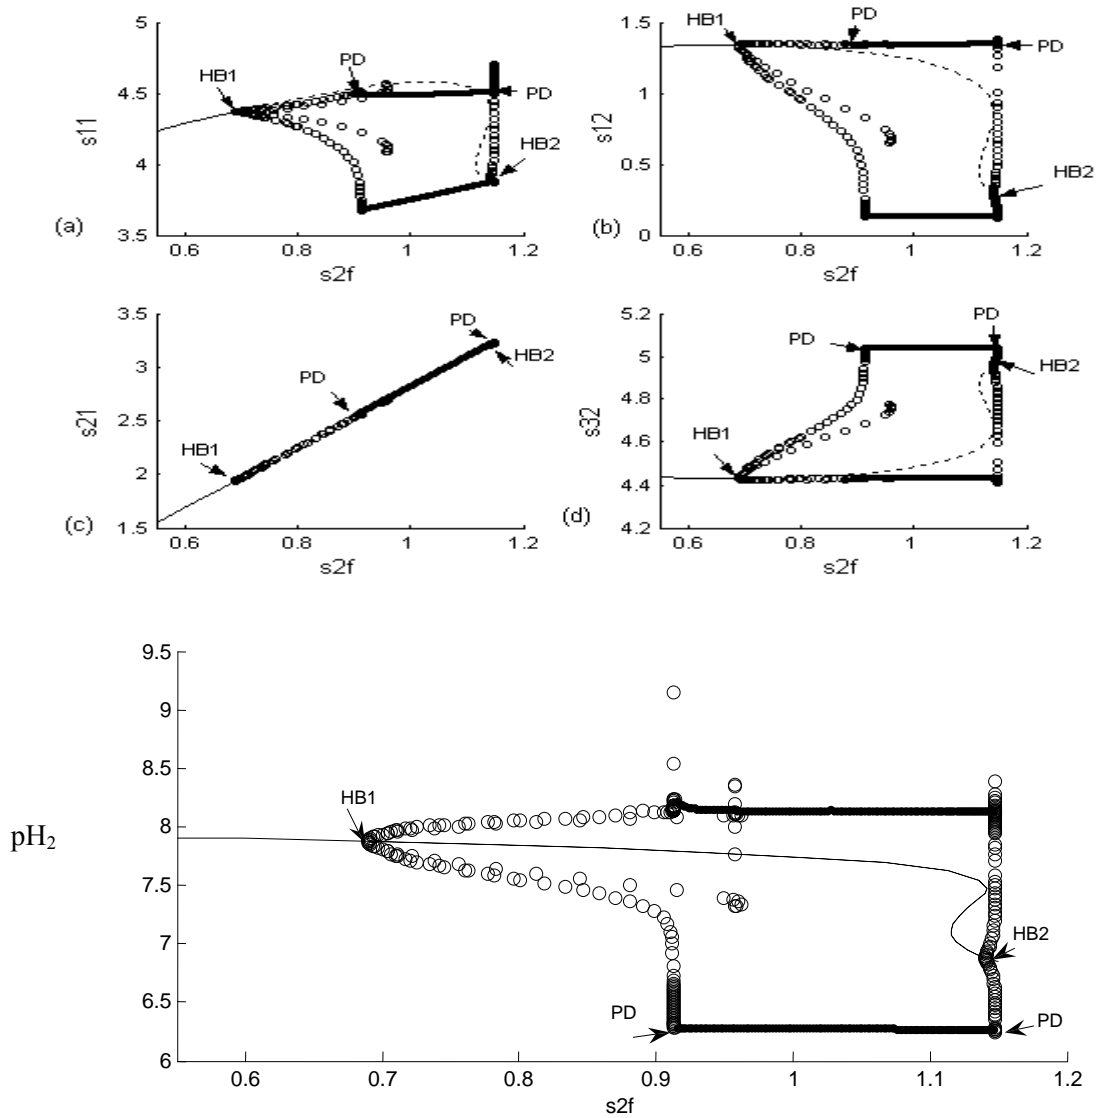 5
4.5
4
3.5
s11
HB1
PD
PD
HB2
(a)
0.6
0.8
1
1.2
s2f
1.5
1
0.5
0
s12
HB1
PD
PD
HB2
(b)
0.6
0.8
1
1.2
s2f
3.5
3
2.5
2
1.5
s21
HB1
PD
PD
HB2
(c)
0.6
0.8
1
1.2
s2f
5.2
5
4.8
4.6
4.4
4.2
s32
HB1
PD
PD
HB2
(d)
0.6
0.8
1
1.2
s2f
9.5
9
8.5
8
7.5
7
6.5
6
pH₂
HB1
HB2
PD
PD
0.6
0.7
0.8
0.9
1
1.1
1.2
s2f